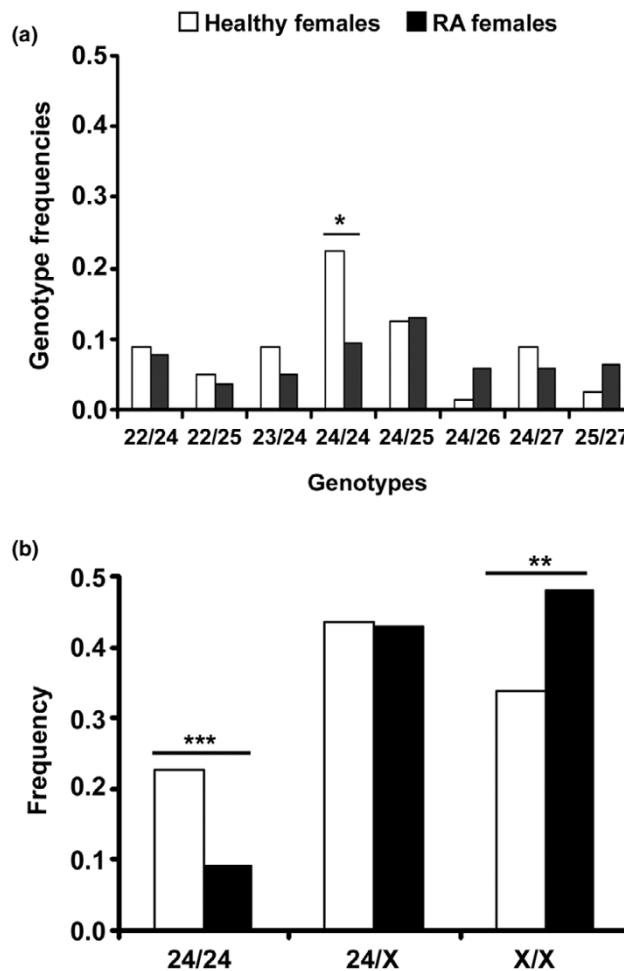 Healthy females RA females
(a)
0.5
0.4
0.3
0.2
0.1
0.0
Genotype frequencies
*
22/24 22/25 23/24 24/24 24/25 24/26 24/27 25/27
Genotypes
(b)
0.5
0.4
0.3
0.2
0.1
0.0
Frequency
***
**
24/24 24/X X/X